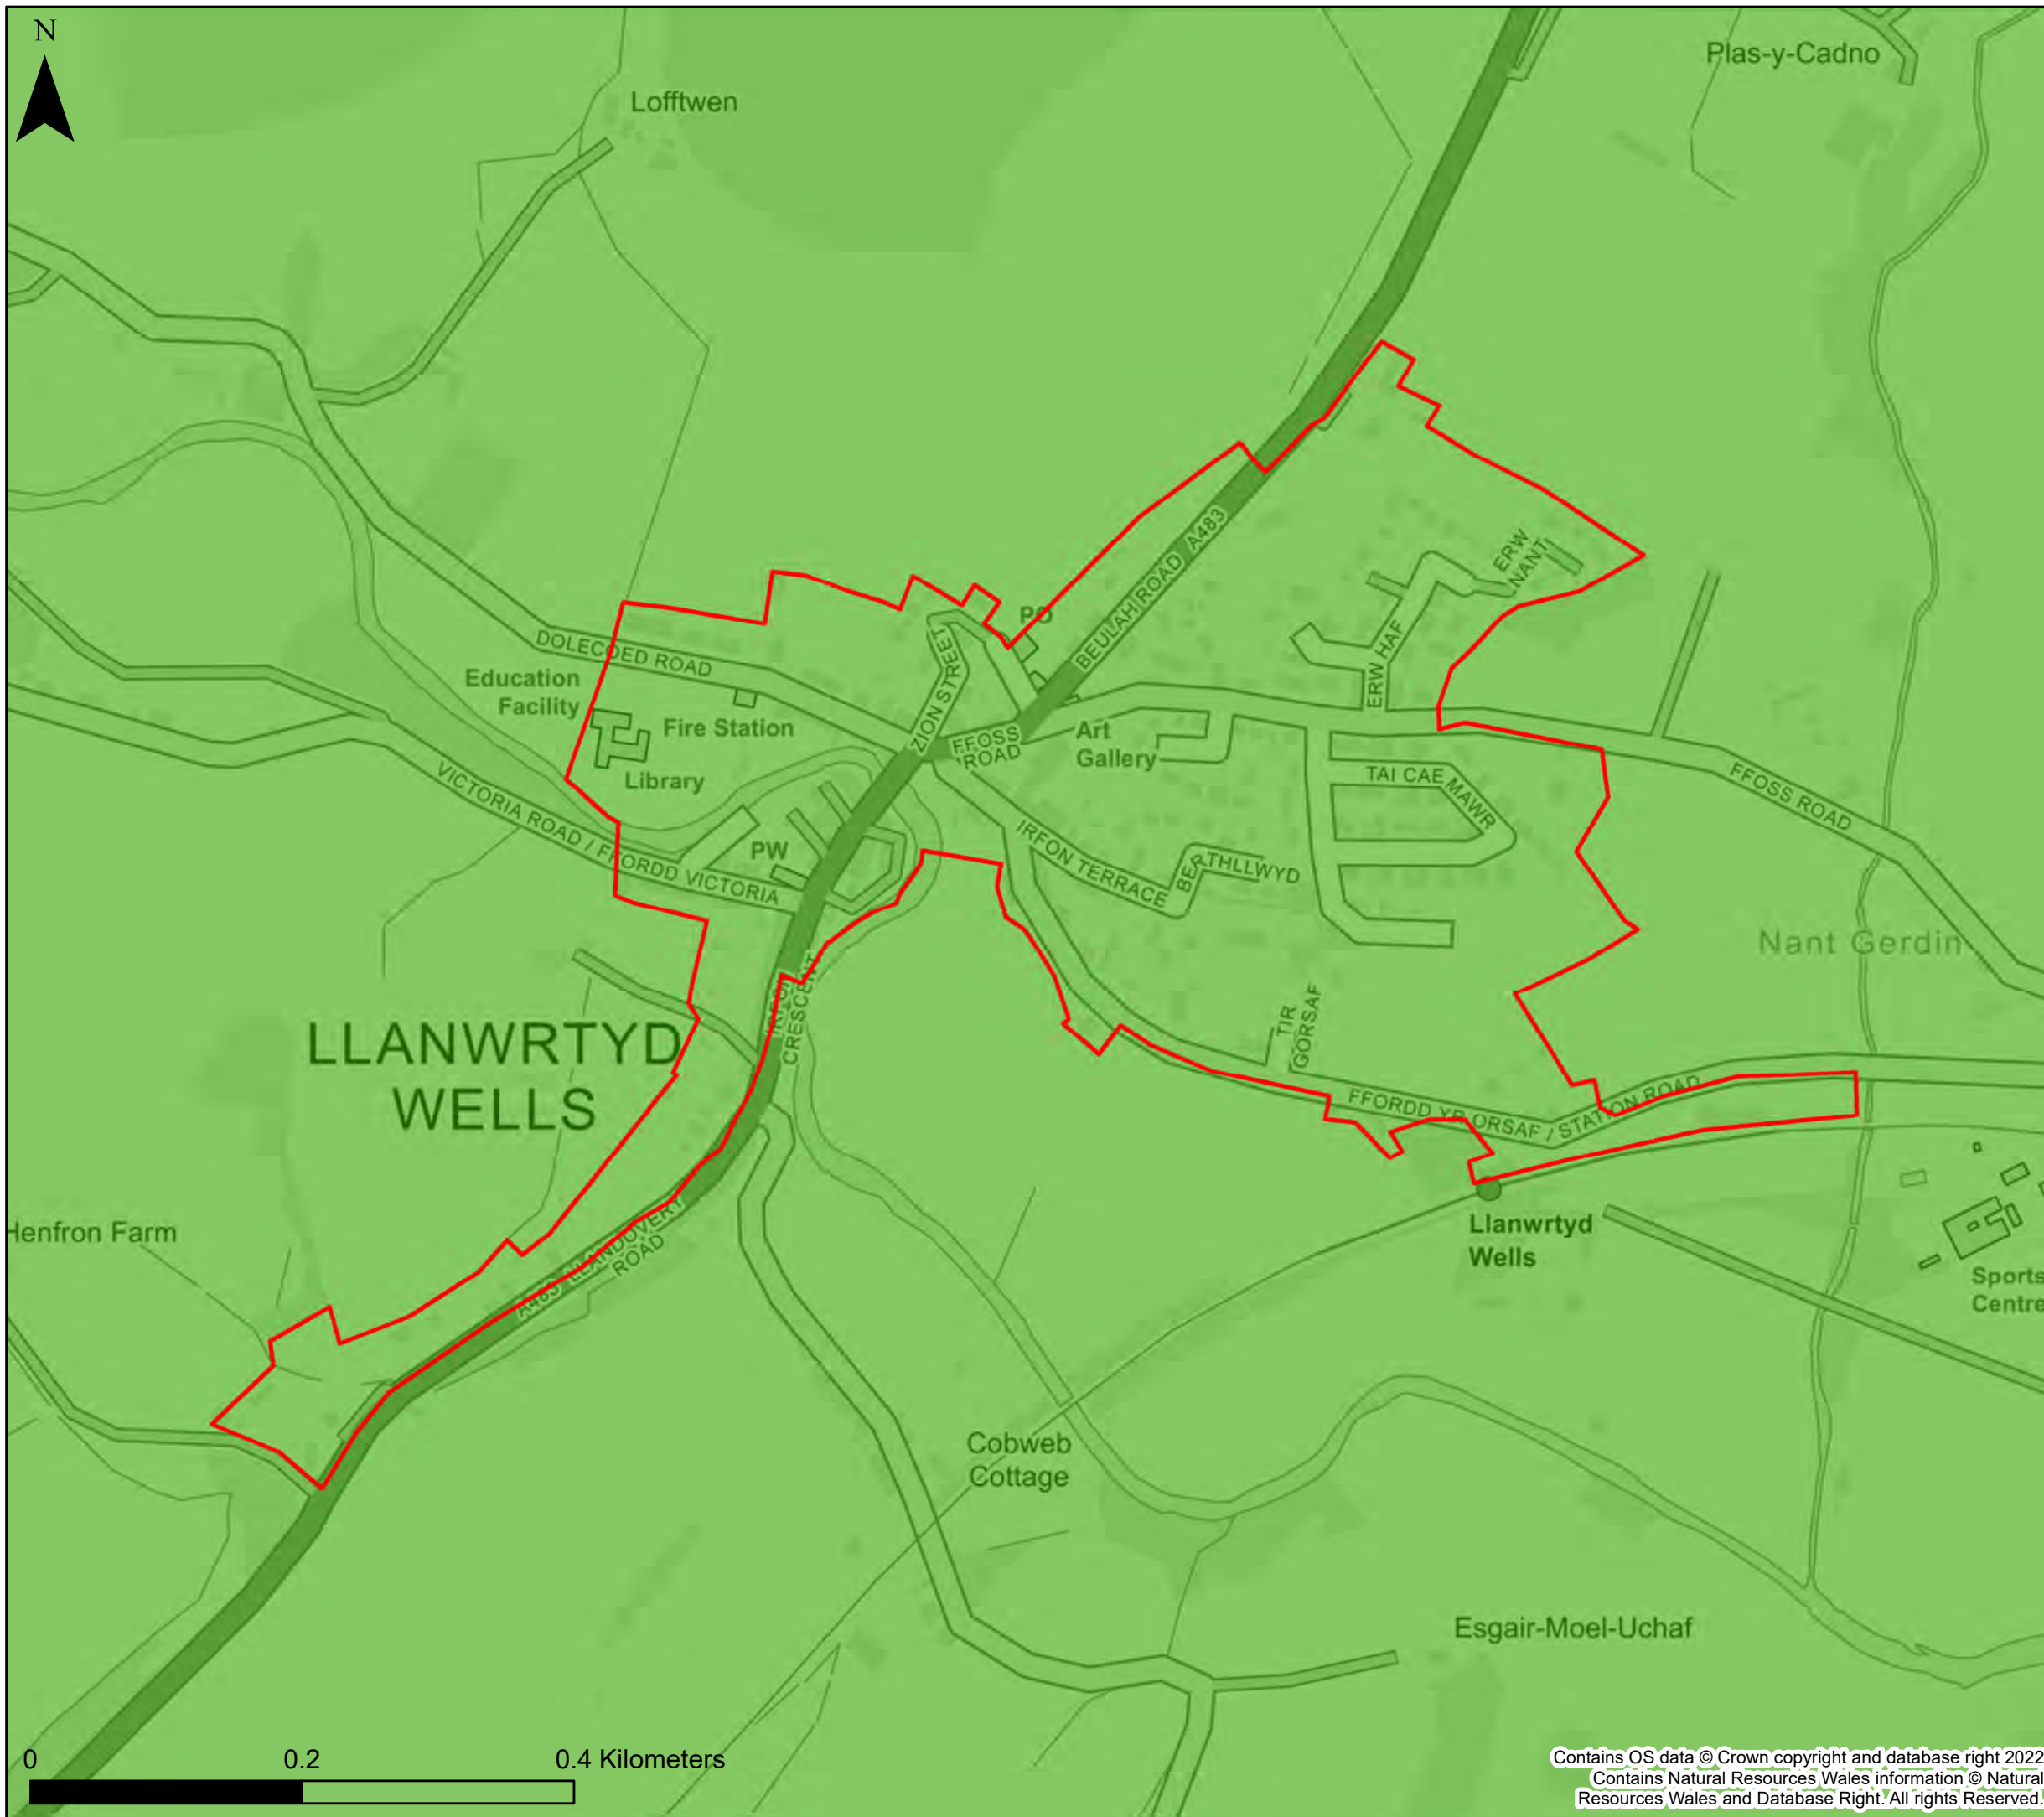 N
Plas-y-Cadno
Lofftwen
PO
ERW
NANT
BEULAH ROAD A483
DOLECOED ROAD
ZION STREET
ERW HAF
Education
Facility
Fire Station
Library
FFOSS
ROAD
Art
Gallery
TAI CAE MAWR
FFOSS ROAD
VICTORIA ROAD / FFORDD VICTORIA
PW
IRFON TERRACE
BERTHLLWYD
Nant Gerdin
IRFON
CRESCENT
TIR
GORSAF
LLANWRTYD
WELLS
FFORDD YR ORSAF / STATION ROAD
Henfron Farm
Llanwrtyd
Wells
A483 LLANDOVERY
ROAD
Sports
Centre
Cobweb
Cottage
Esgair-Moel-Uchaf
0 0.2 0.4 Kilometers
Contains OS data © Crown copyright and database right 2022
Contains Natural Resources Wales information © Natural
Resources Wales and Database Right. All rights Reserved.